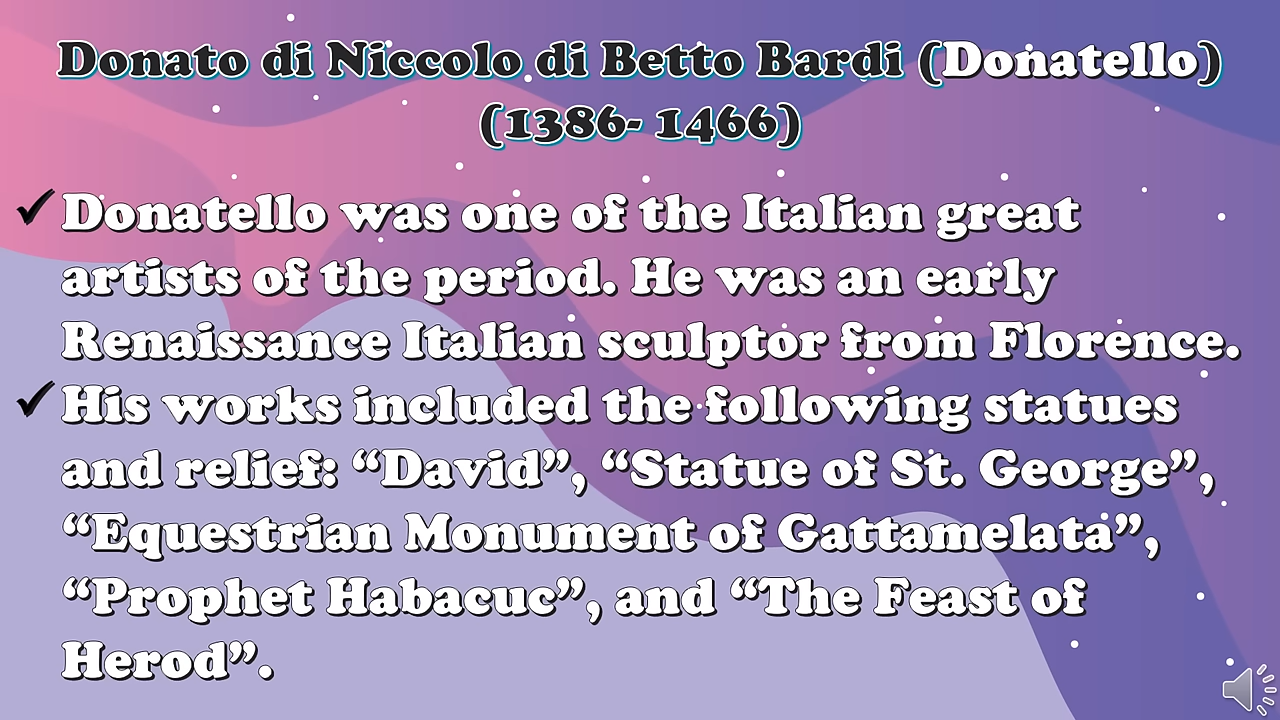 Donato di Niccolo di Betto Bardi (Donatello)
(1386- 1466)
✓ Donatello was one of the Italian great
artists of the period. He was an early
Renaissance Italian sculptor from Florence.
✓ His works included the following statues
and relief: “David”, “Statue of St. George”,
“Equestrian Monument of Gattamelata”,
“Prophet Habacuc”, and “The Feast of
Herod”.